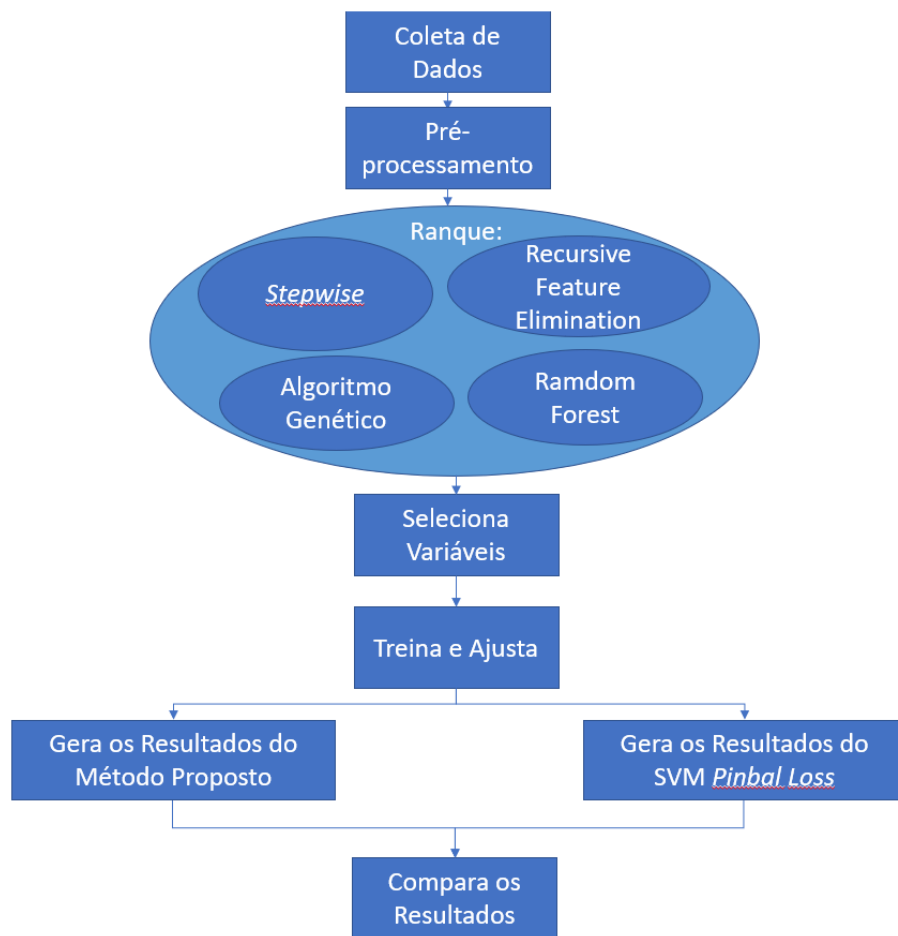 Coleta de
Dados
Pré-
processamento
Ranque:
Stepwise
Recursive
Feature
Elimination
Algoritmo
Genético
Ramdom
Forest
Seleciona
Variáveis
Treina e Ajusta
Gera os Resultados do
Método Proposto
Gera os Resultados do
SVM Pinbal Loss
Compara os
Resultados